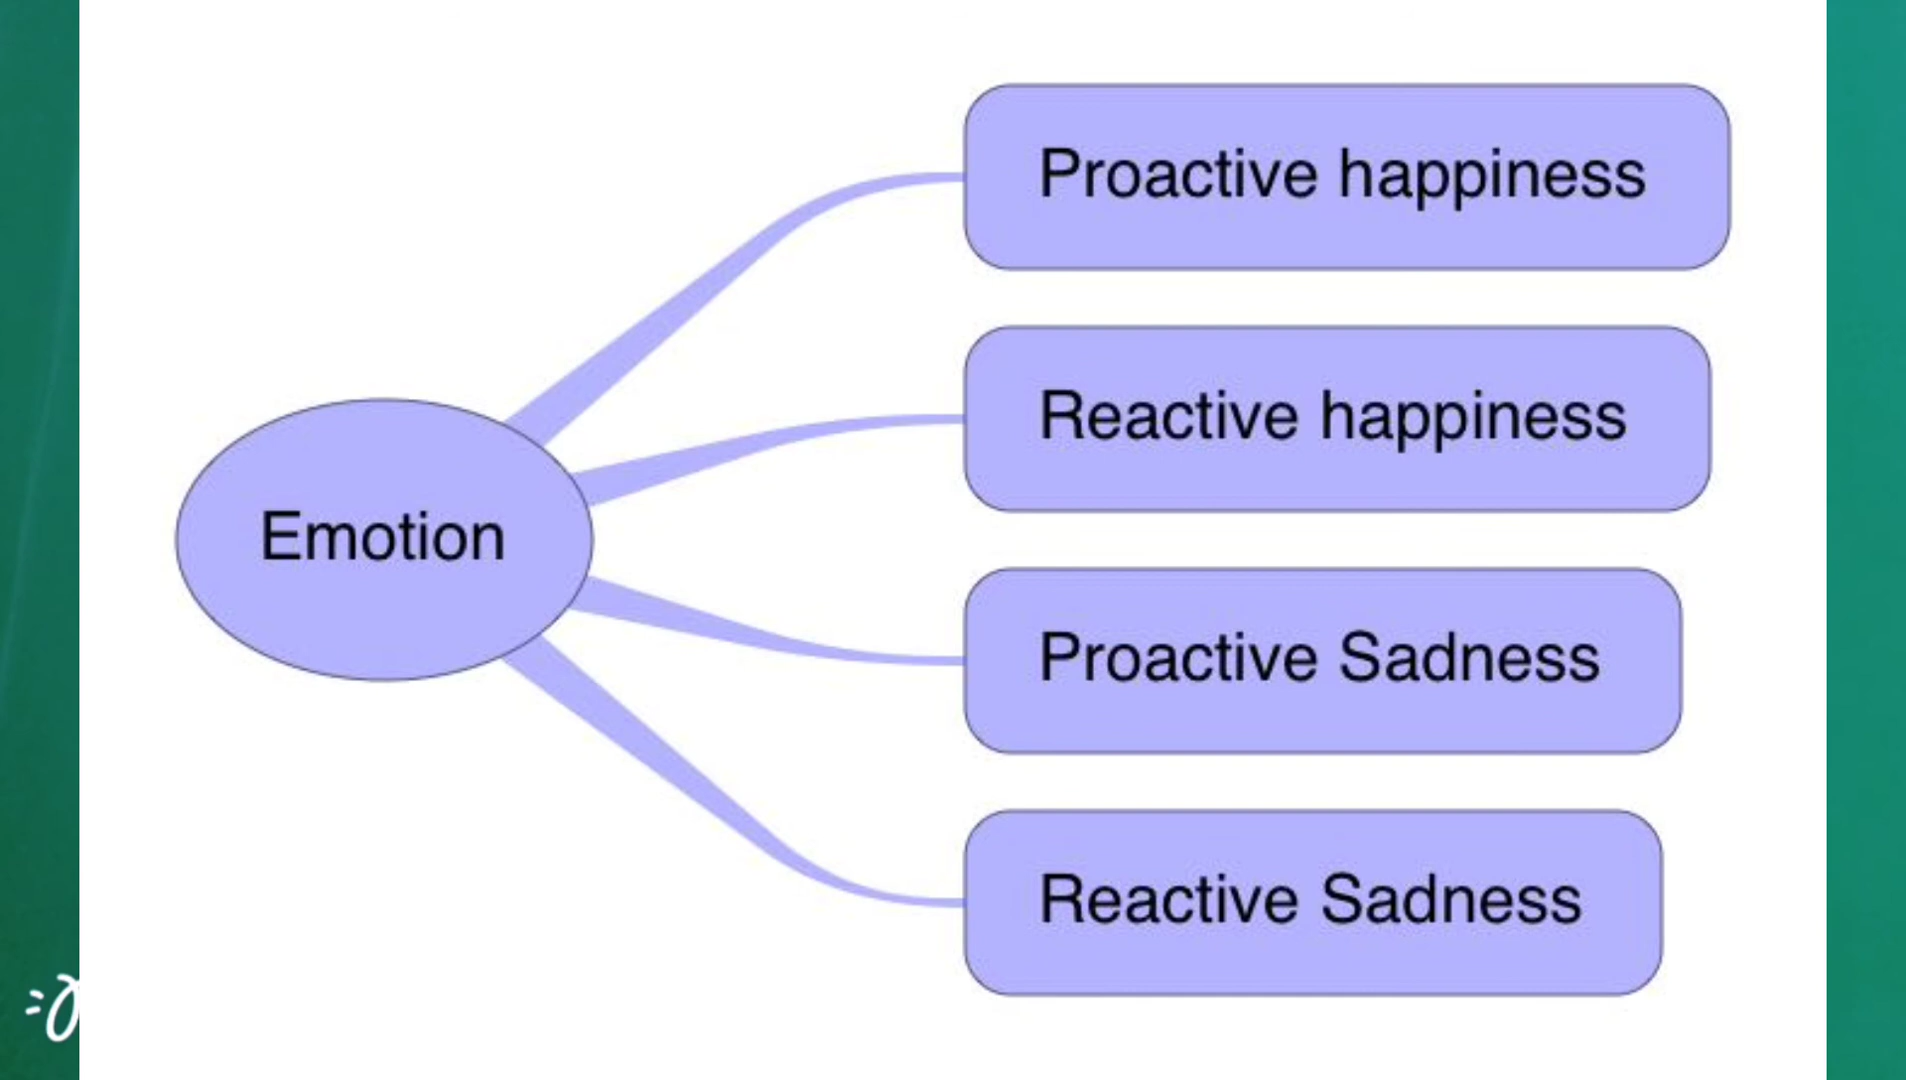 Proactive happiness
Reactive happiness
Emotion
Proactive Sadness
Reactive Sadness